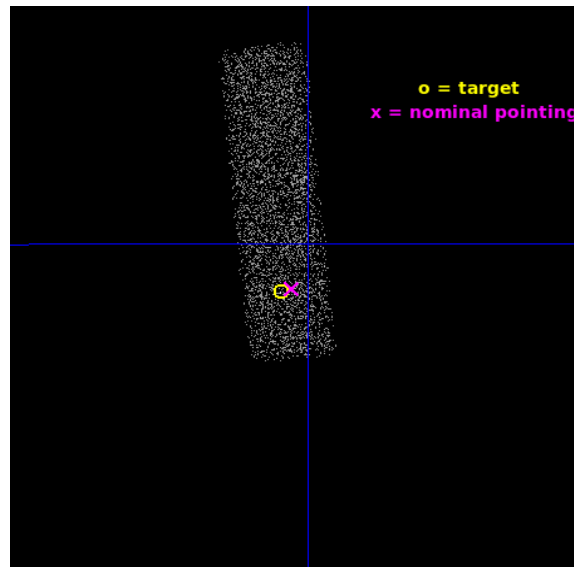 o = target
x = nominal pointing